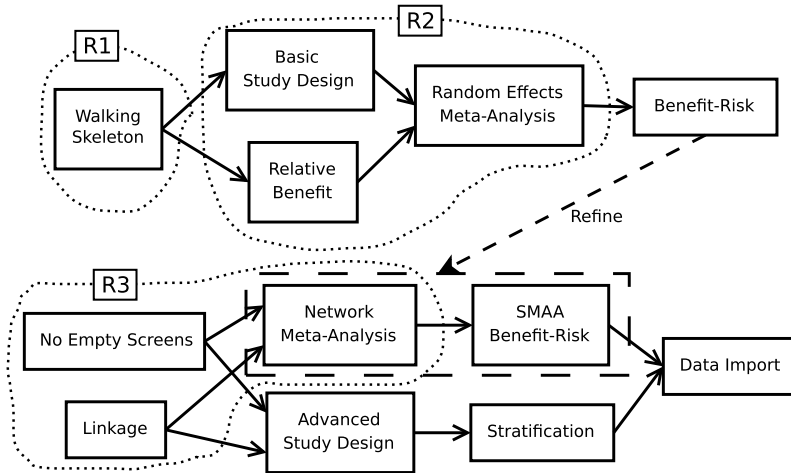 R1
R2
Walking
Skeleton
Basic
Study Design
Relative
Benefit
Random Effects
Meta-Analysis
Benefit-Risk
Refine
R3
No Empty Screens
Linkage
Network
Meta-Analysis
SMAA
Benefit-Risk
Advanced
Study Design
Stratification
Data Import